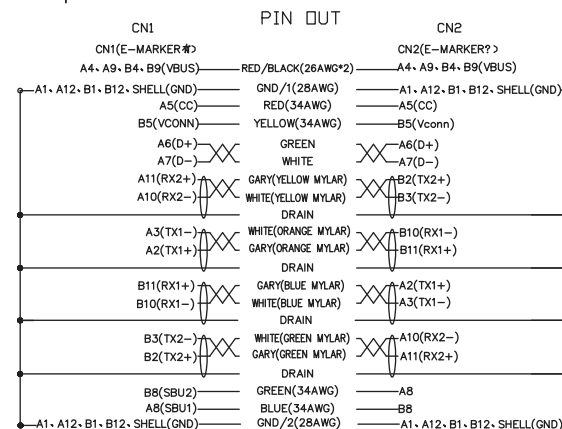 PIN OUT
CN1 CN2
CN1(E-MARKER有) CN2(E-MARKER?)
A4、A9、B4、B9(VBUS) RED/BLACK(26AWG*2) A4、A9、B4、B9(VBUS)
A1、A12、B1、B12、SHELL(GND) GND/1(28AWG) A1、A12、B1、B12、SHELL(GND)
A5(CC) RED(34AWG) A5(CC)
B5(VCONN) YELLOW(34AWG) B5(Vconn)
A6(D+) GREEN A6(D+)
A7(D-) WHITE A7(D-)
A11(RX2+) GARY(YELLOW MYLAR) B2(TX2+)
A10(RX2-) WHITE(YELLOW MYLAR) B3(TX2-)
DRAIN
A3(TX1-) WHITE(ORANGE MYLAR) B10(RX1-)
A2(TX1+) GARY(ORANGE MYLAR) B11(RX1+)
DRAIN
B11(RX1+) GARY(BLUE MYLAR) A2(TX1+)
B10(RX1-) WHITE(BLUE MYLAR) A3(TX1-)
DRAIN
B3(TX2-) WHITE(GREEN MYLAR) A10(RX2-)
B2(TX2+) GARY(GREEN MYLAR) A11(RX2+)
DRAIN
B8(SBU2) GREEN(34AWG) A8
A8(SBU1) BLUE(34AWG) B8
A1、A12、B1、B12、SHELL(GND) GND/2(28AWG) A1、A12、B1、B12、SHELL(GND)